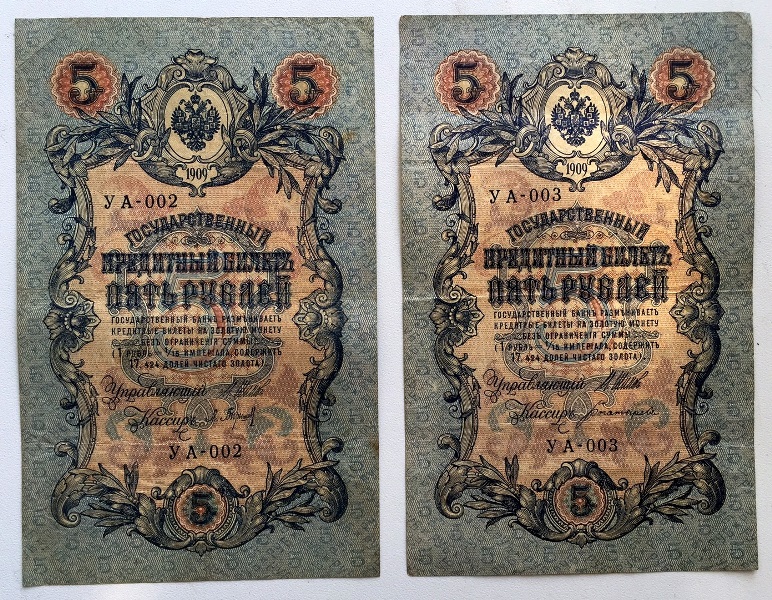 5 5
1909
УА-002
ГОСУДАРСТВЕННЫЙ
КРЕДИТНЫЙ БИЛЕТЪ
ПЯТЬ РУБЛЕЙ
ГОСУДАРСТВЕННЫЙ БАНКЪ РАЗМѢНИВАЕТЪ
КРЕДИТНЫЕ БИЛЕТЫ НА ЗОЛОТУЮ МОНЕТУ
БЕЗЪ ОГРАНИЧЕНІЯ СУММЫ
(1 РУБЛЬ = 1/15 ИМПЕРІАЛА, СОДЕРЖИТЪ
17,424 ДОЛЕЙ ЧИСТАГО ЗОЛОТА.)
Управляющій
Кассиръ
УА-002
5
5 5
1909
УА-003
ГОСУДАРСТВЕННЫЙ
КРЕДИТНЫЙ БИЛЕТЪ
ПЯТЬ РУБЛЕЙ
ГОСУДАРСТВЕННЫЙ БАНКЪ РАЗМѢНИВАЕТЪ
КРЕДИТНЫЕ БИЛЕТЫ НА ЗОЛОТУЮ МОНЕТУ
БЕЗЪ ОГРАНИЧЕНІЯ СУММЫ
(1 РУБЛЬ = 1/15 ИМПЕРІАЛА, СОДЕРЖИТЪ
17,424 ДОЛЕЙ ЧИСТАГО ЗОЛОТА.)
Управляющій
Кассиръ
УА-003
5